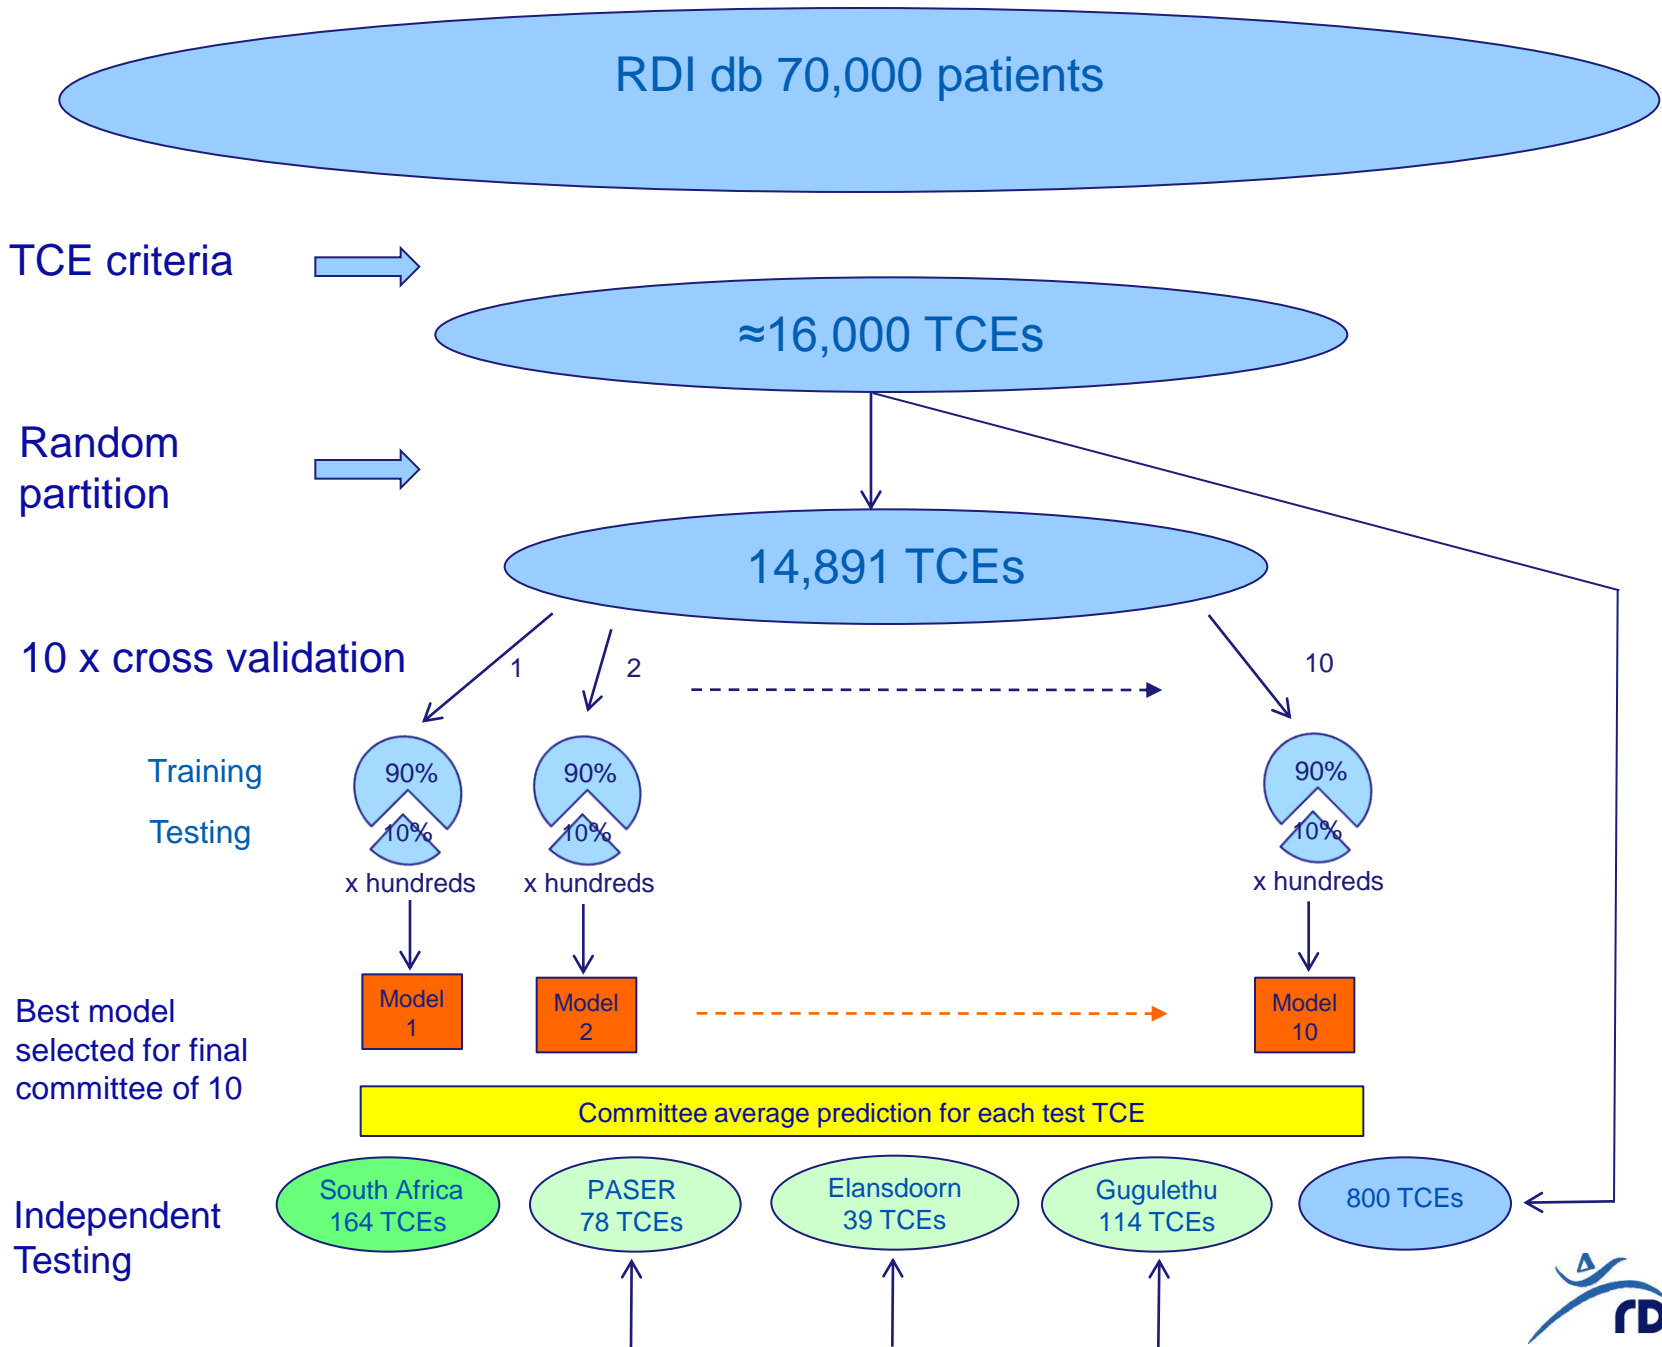 RDI db 70,000 patients
TCE criteria
≈16,000 TCEs
Random
partition
14,891 TCEs
10 x cross validation
1
2
10
Training
90%
90%
90%
Testing
10%
10%
10%
x hundreds
x hundreds
x hundreds
Model
1
Model
2
Model
10
Best model
selected for final
committee of 10
Committee average prediction for each test TCE
South Africa
164 TCEs
PASER
78 TCEs
Elansdoorn
39 TCEs
Gugulethu
114 TCEs
800 TCEs
Independent
Testing